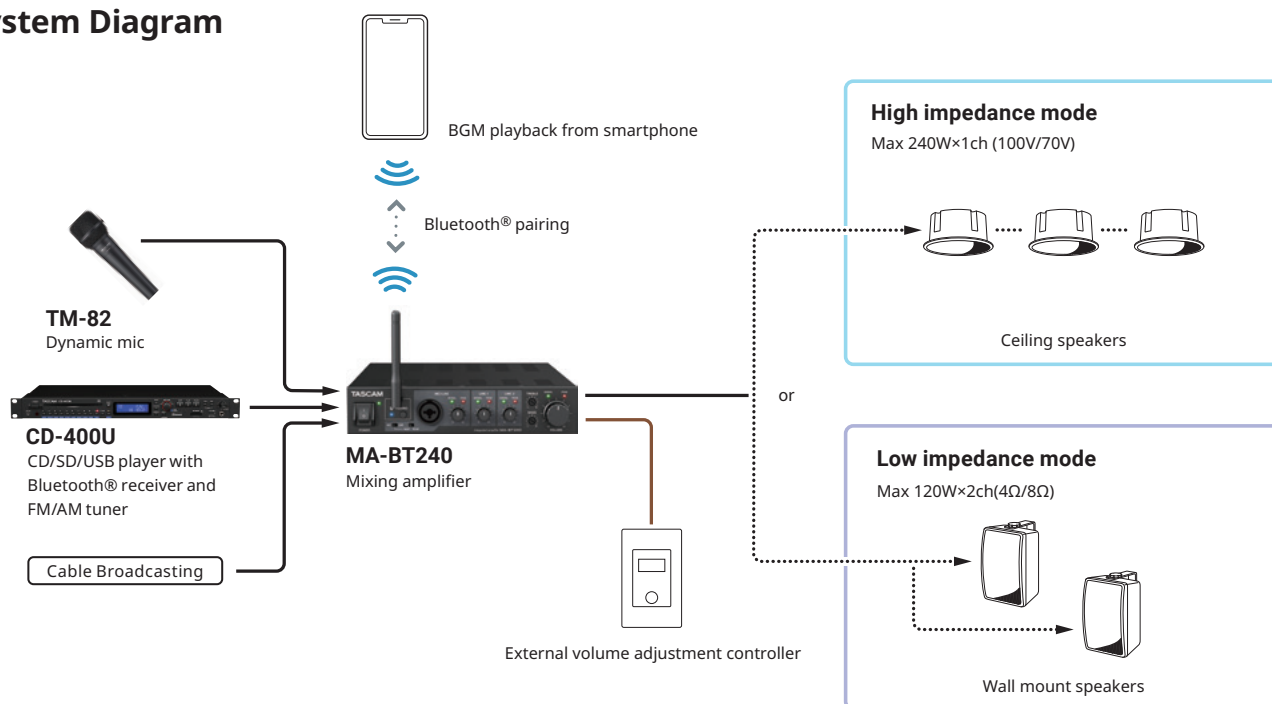 ystem Diagram
BGM playback from smartphone
Bluetooth® pairing
TM-82
Dynamic mic
CD-400U
CD/SD/USB player with
Bluetooth® receiver and
FM/AM tuner
Cable Broadcasting
TASCAM
MA-BT240
Mixing amplifier
External volume adjustment controller
or
High impedance mode
Max 240W×1ch (100V/70V)
Ceiling speakers
Low impedance mode
Max 120W×2ch(4Ω/8Ω)
Wall mount speakers